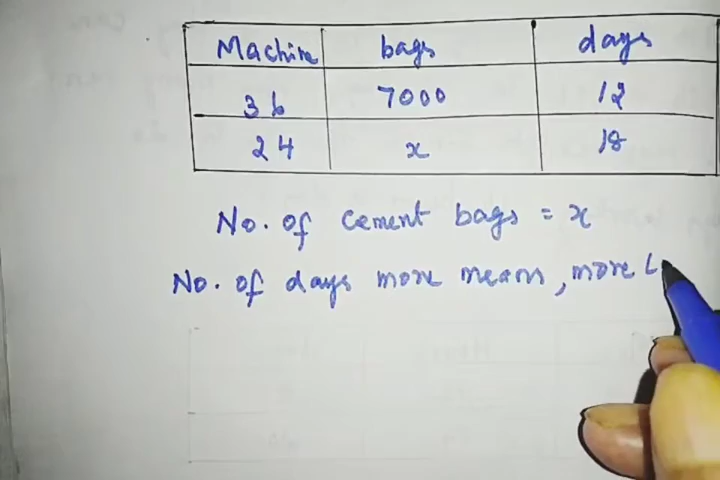 Machine bags days
36 7000 12
24 x 18
No. of cement bags = x
No. of days more means, more